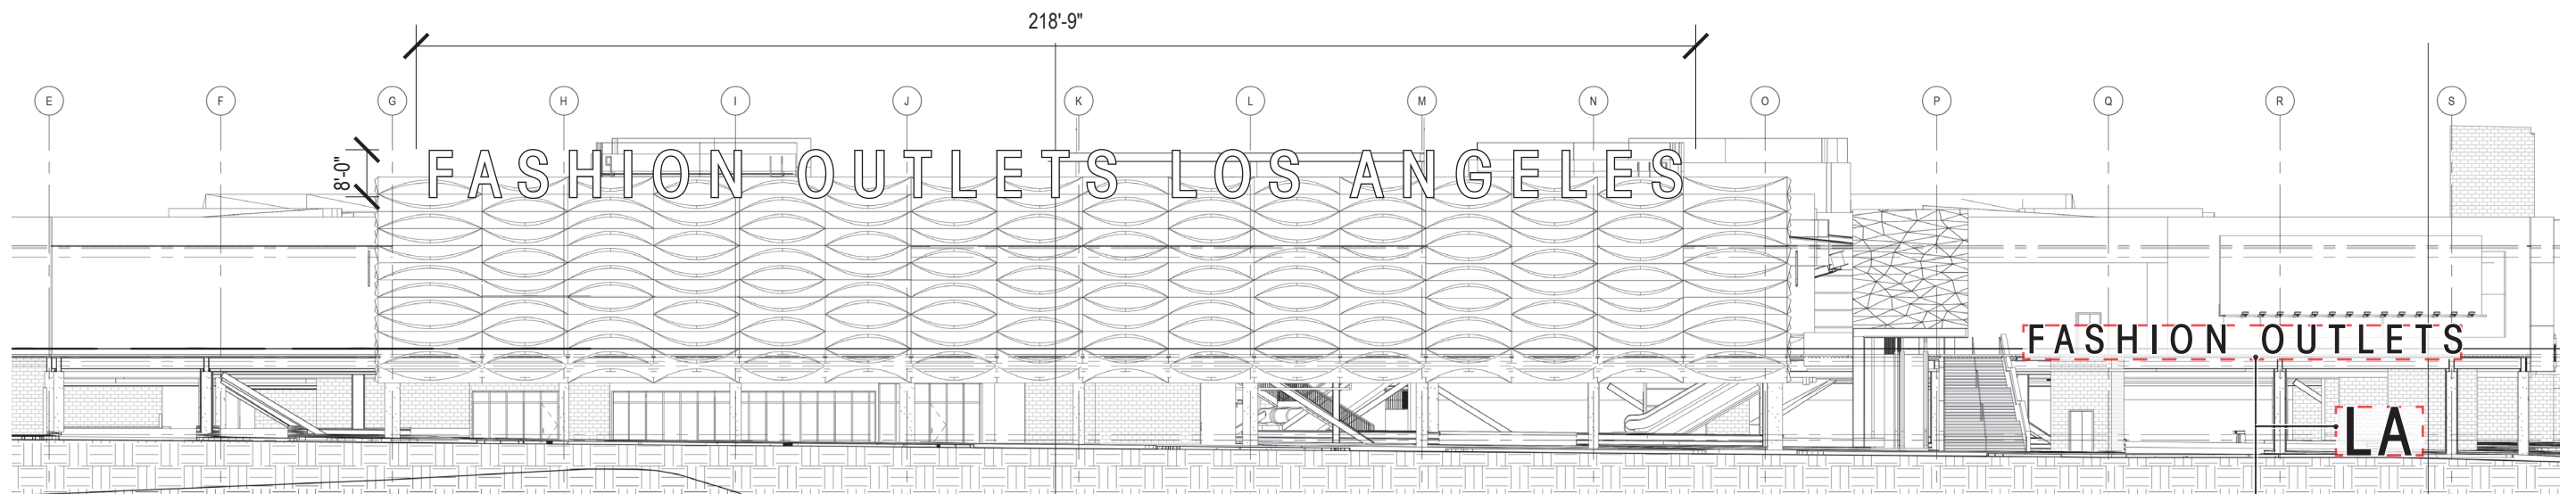 218'-9"
E F G H I J K L M N O P Q R S
8'-0"
FASHION OUTLETS LOS ANGELES
FASHION OUTLETS
LA